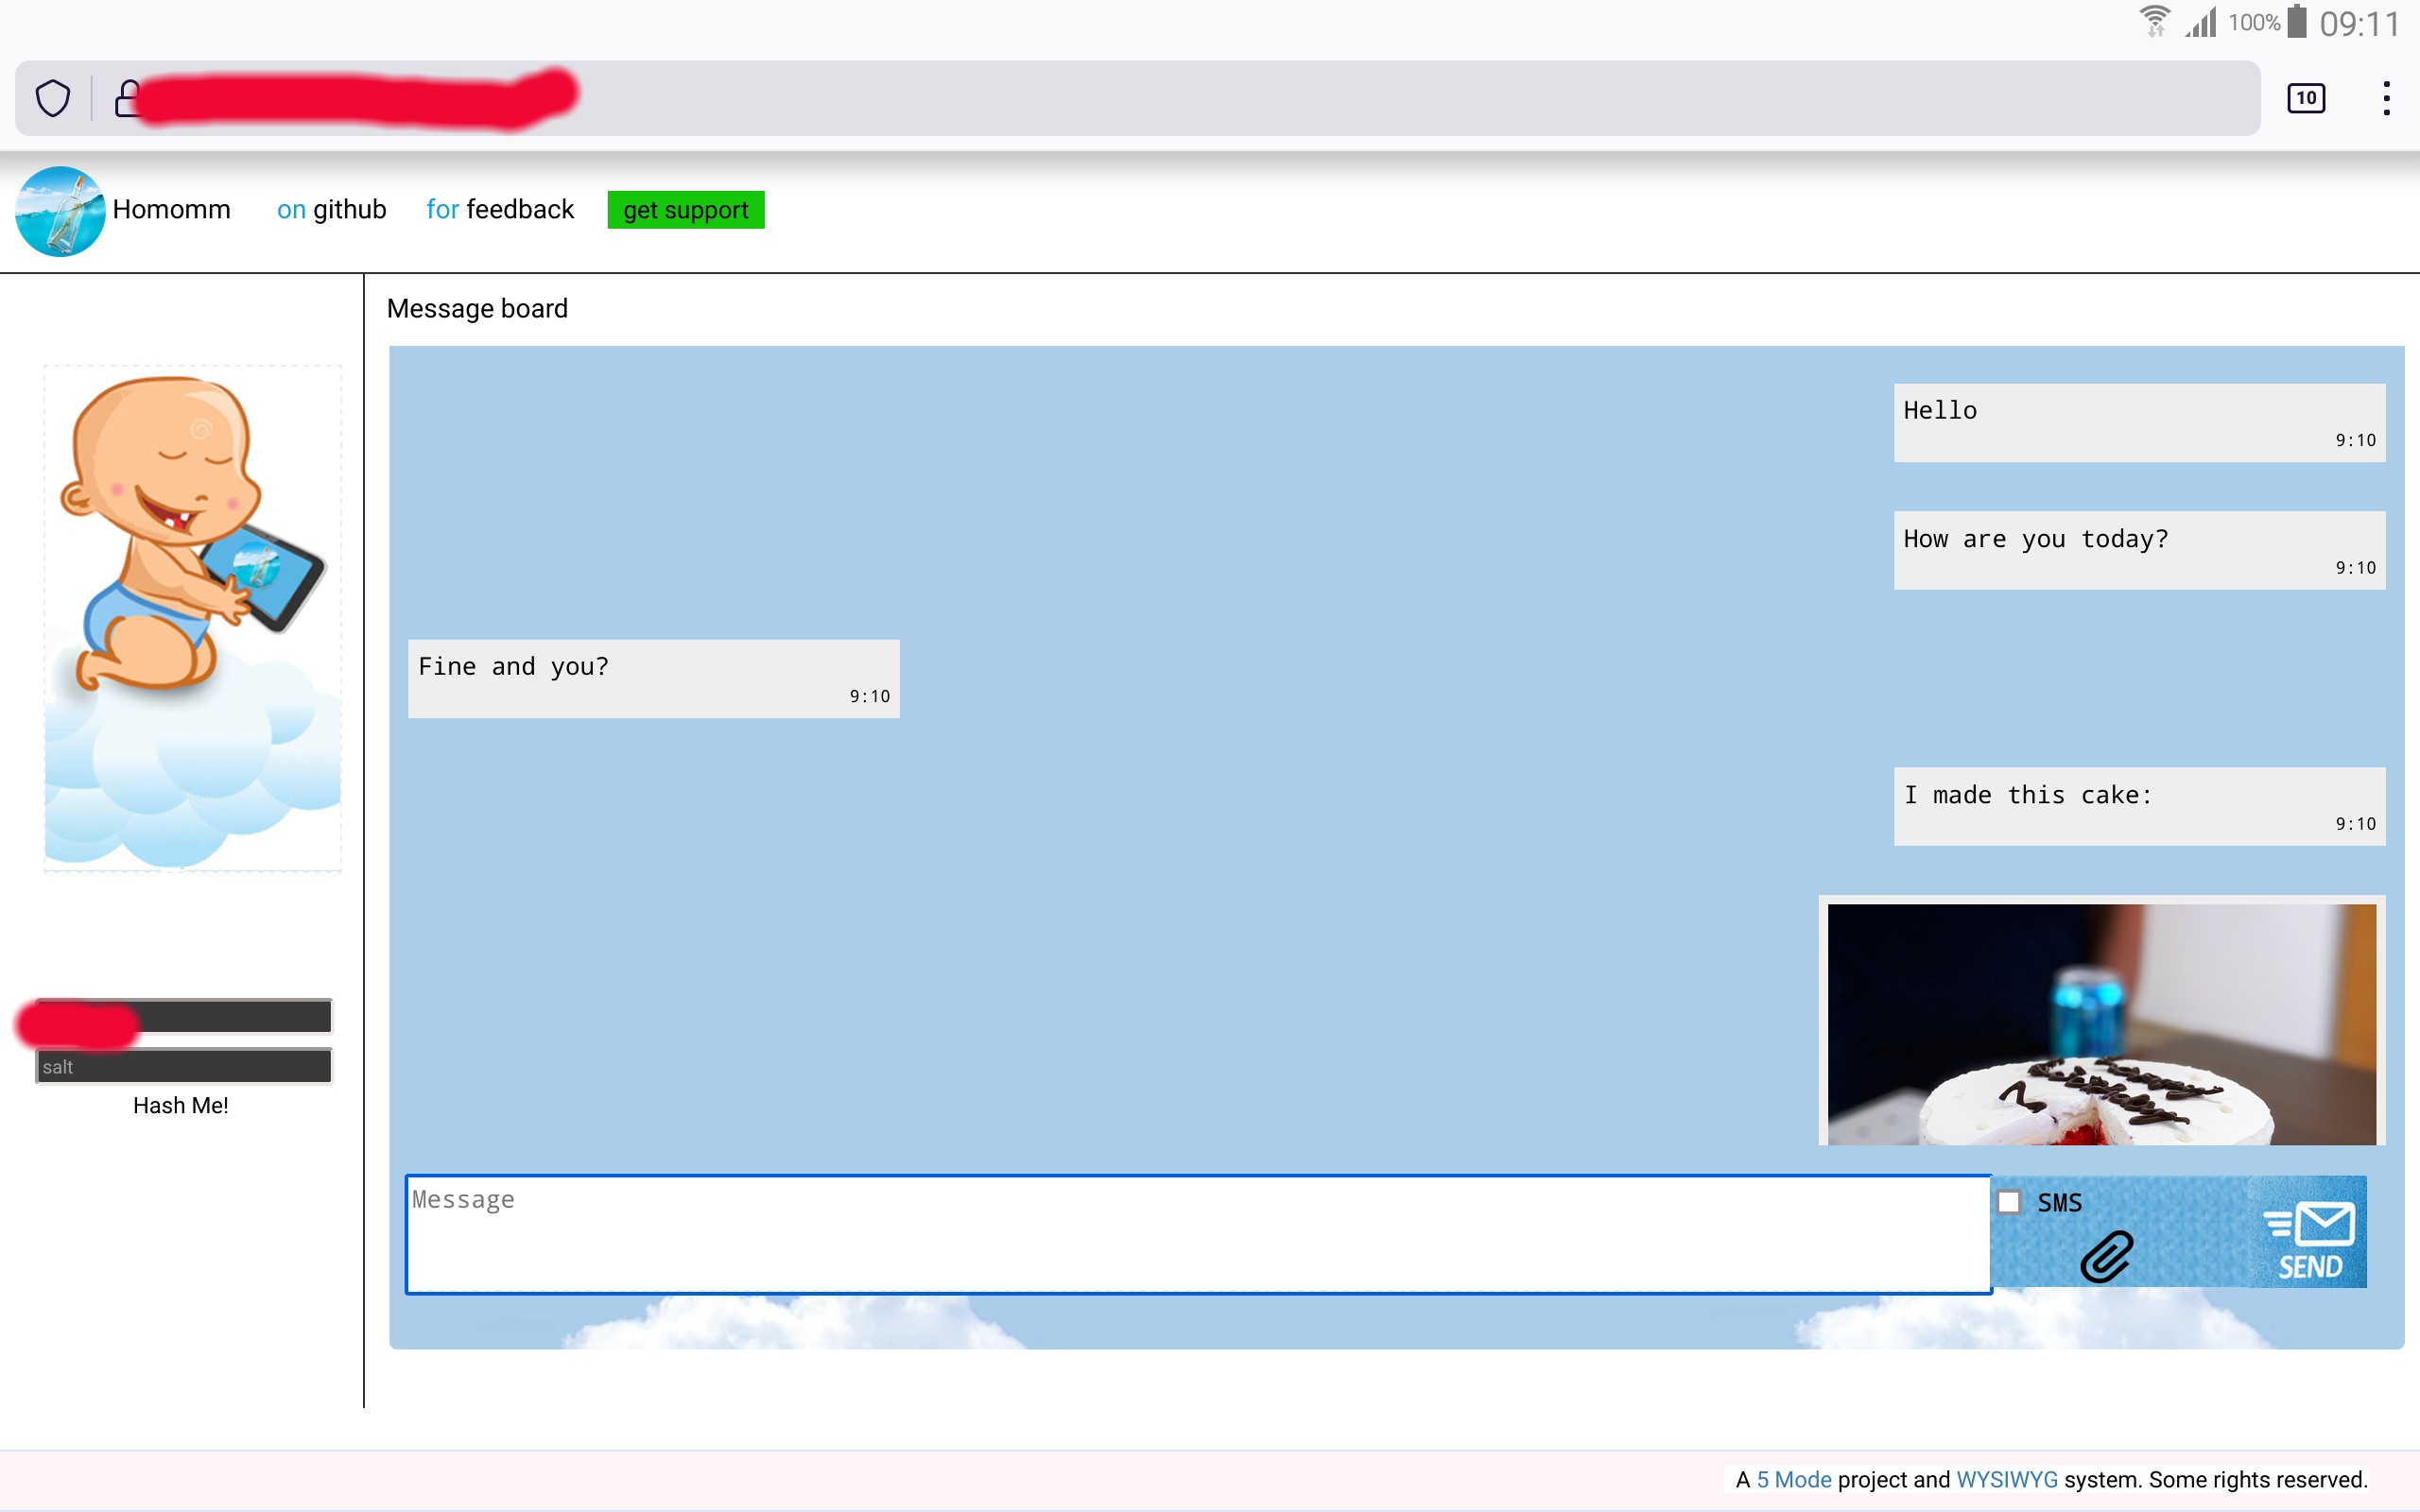 100% 09:11
10
Homomm on github for feedback get support
Message board
Hello
9:10
How are you today?
9:10
Fine and you?
9:10
I made this cake:
9:10
salt
Hash Me!
Message
SMS
SEND
A 5 Mode project and WYSIWYG system. Some rights reserved.